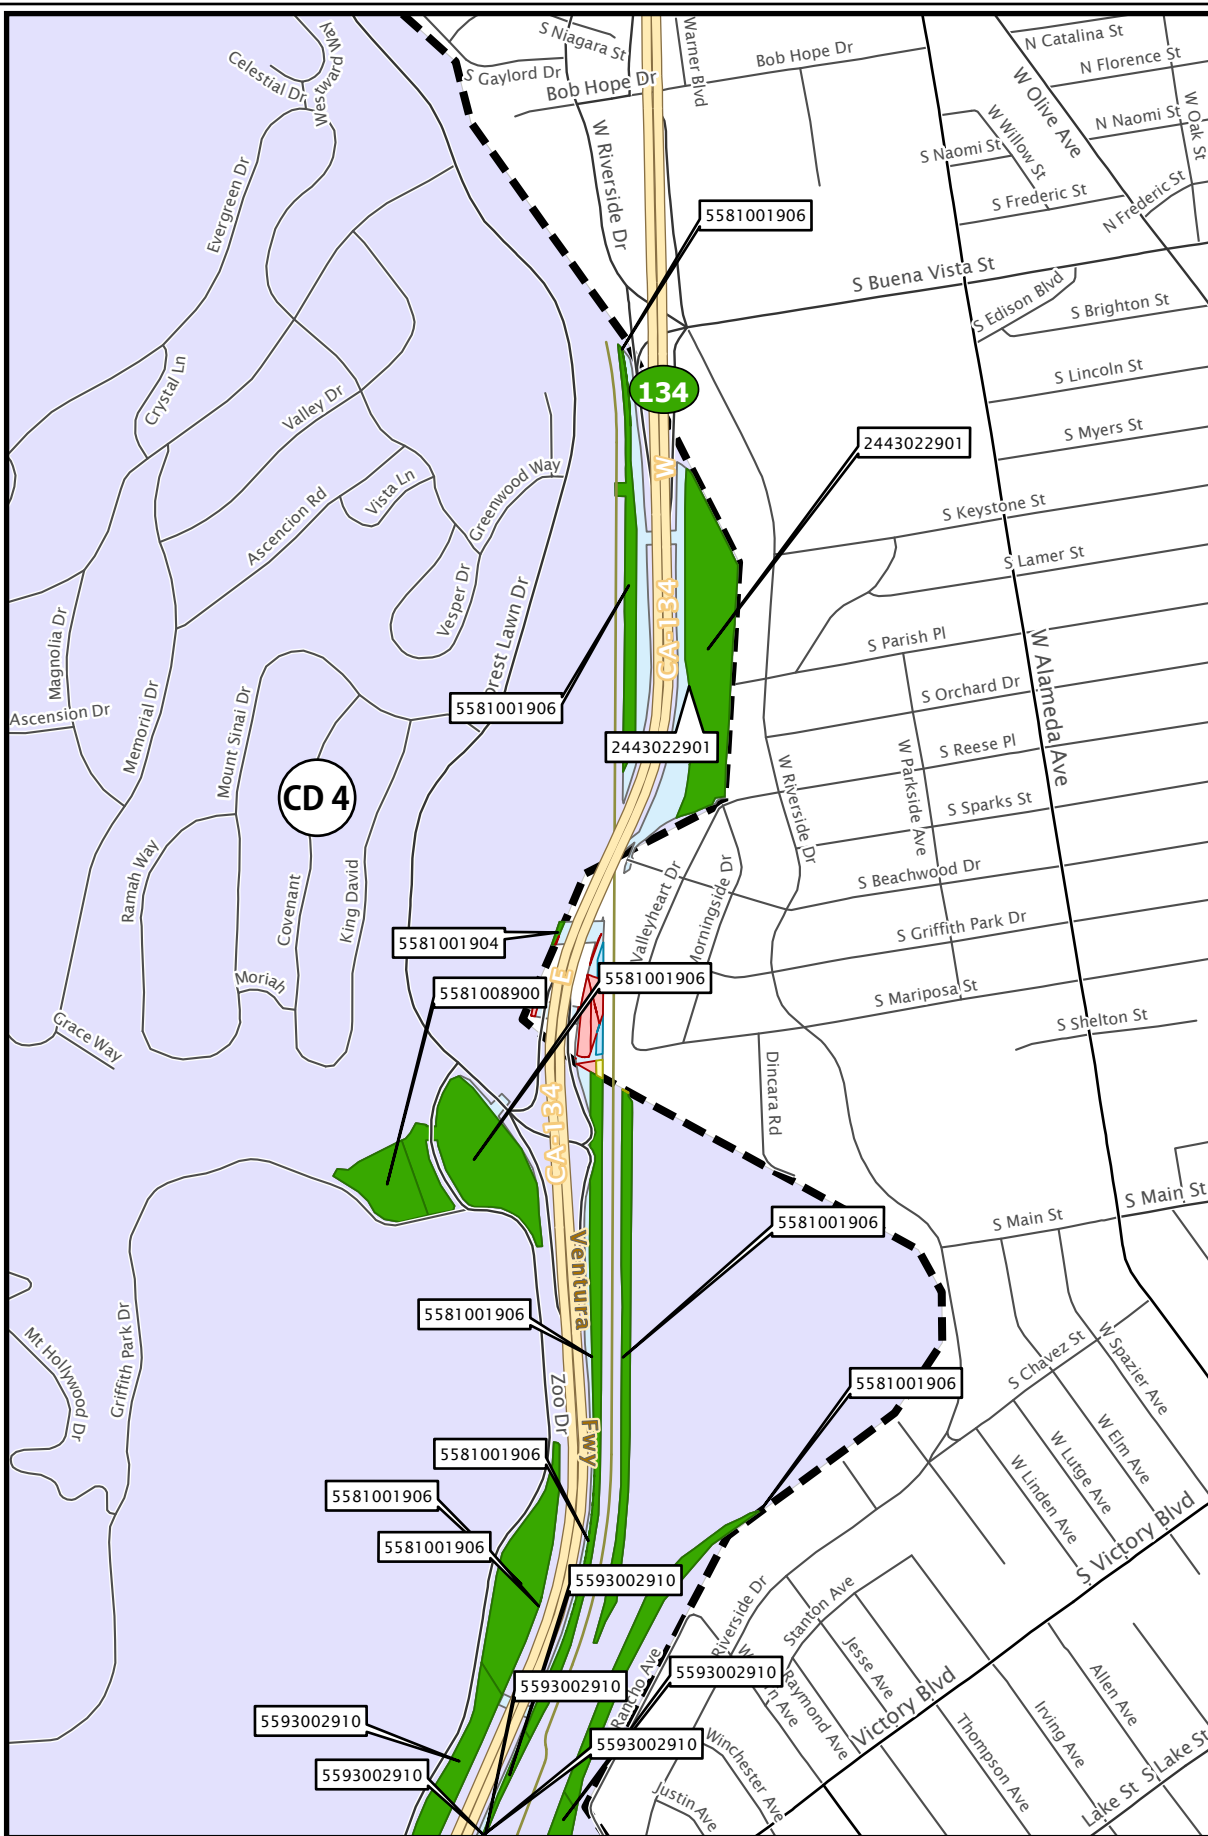 S Niagara St
Warner Blvd
Bob Hope Dr
N Catalina St
N Florence St
Celestial Dr
Westward Way
S Gaylord Dr
Bob Hope Dr
W Olive Ave
W Oak St
N Naomi St
W Willow St
S Naomi St
W Riverside Dr
Evergreen Dr
S Frederic St
N Frederic St
5581001906
S Buena Vista St
S Edison Blvd
S Brighton St
Crystal Ln
134
S Lincoln St
Valley Dr
S Myers St
2443022901
W
Greenwood Way
Vista Ln
S Keystone St
Ascencion Rd
S Lamer St
Vesper Dr
CA-134
Magnolia Dr
S Parish Pl
W Alameda Ave
orest Lawn Dr
5581001906
S Orchard Dr
Ascension Dr
Memorial Dr
Mount Sinai Dr
2443022901
S Reese Pl
W Parkside Ave
W Riverside Dr
CD 4
S Sparks St
Ramah Way
Covenant
King David
S Beachwood Dr
Valleyheart Dr
Morningside Dr
S Griffith Park Dr
5581001904
E
5581001906
5581008900
Moriah
S Mariposa St
S Shelton St
Grace Way
Dincara Rd
CA-134
S Main St
S Main St
5581001906
Ventura
5581001906
Griffith Park Dr
Mt Hollywood Dr
S Chavez St
W Spazier Ave
5581001906
Zoo Dr
Fwy
W Elm Ave
W Lutge Ave
W Linden Ave
5581001906
5581001906
S Victory Blvd
5581001906
5593002910
Riverside Dr
Stanton Ave
Jesse Ave
Allen Ave
5593002910
5593002910
Rancho Ave
Raymond Ave
Victory Blvd
Irving Ave
Thompson Ave
5593002910
5593002910
Winchester Ave
5593002910
Justin Ave
Lake St
S Lake St